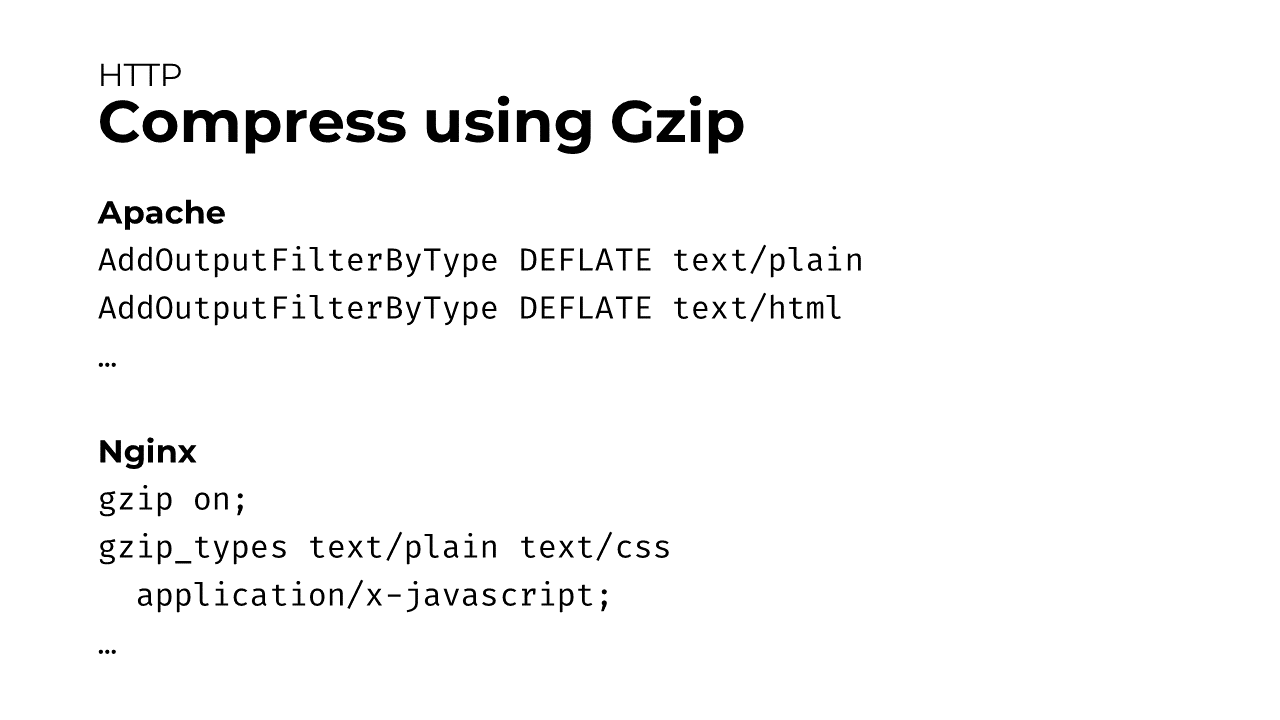 HTTP
Compress using Gzip
Apache
AddOutputFilterByType DEFLATE text/plain
AddOutputFilterByType DEFLATE text/html
…
Nginx
gzip on;
gzip_types text/plain text/css
  application/x-javascript;
…